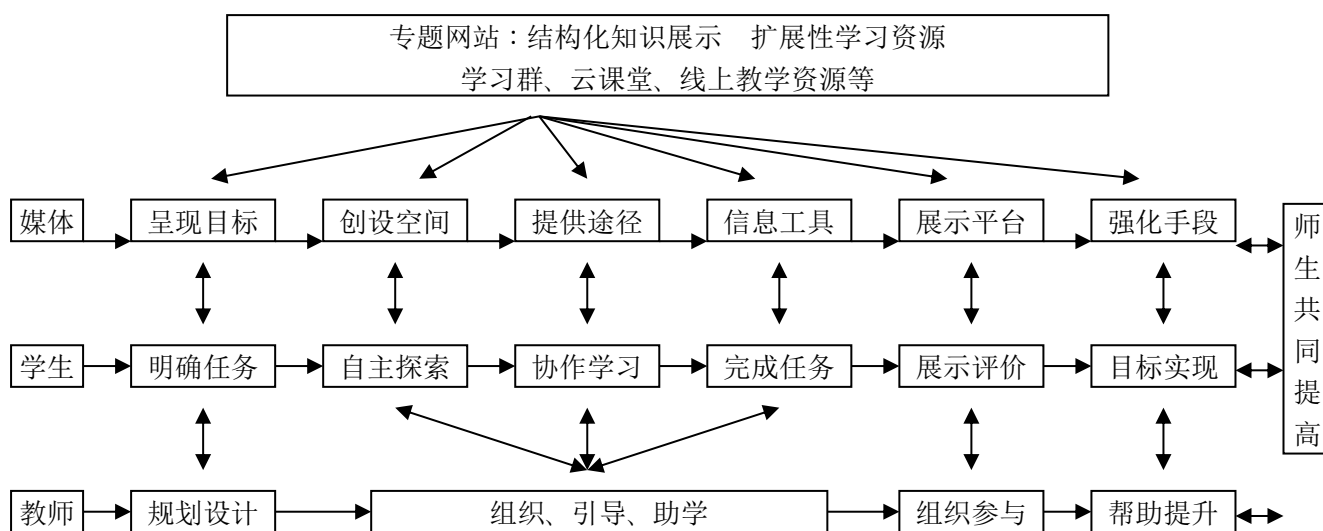 专题网站：结构化知识展示　扩展性学习资源
学习群、云课堂、线上教学资源等
媒体 呈现目标 创设空间 提供途径 信息工具 展示平台 强化手段
学生 明确任务 自主探索 协作学习 完成任务 展示评价 目标实现
教师 规划设计 组织、引导、助学 组织参与 帮助提升
师
生
共
同
提
高